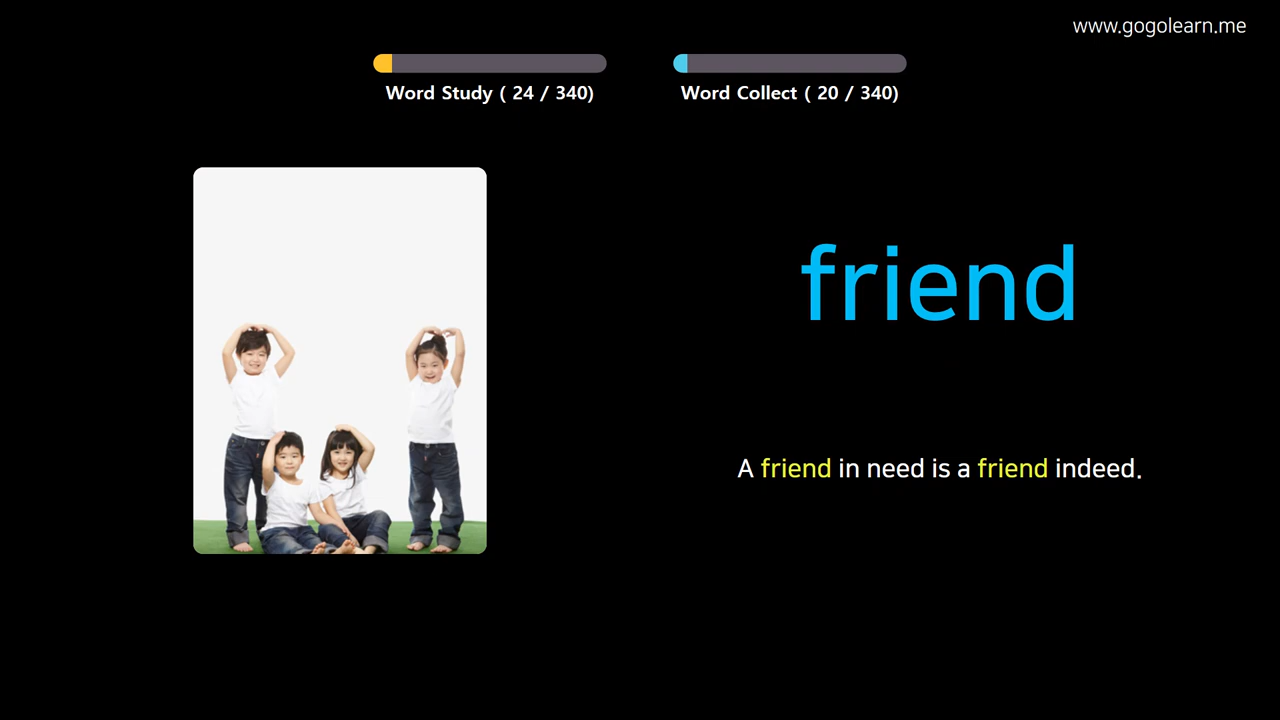 www.gogolearn.me
Word Study ( 24 / 340)
Word Collect ( 20 / 340)
friend
A friend in need is a friend indeed.